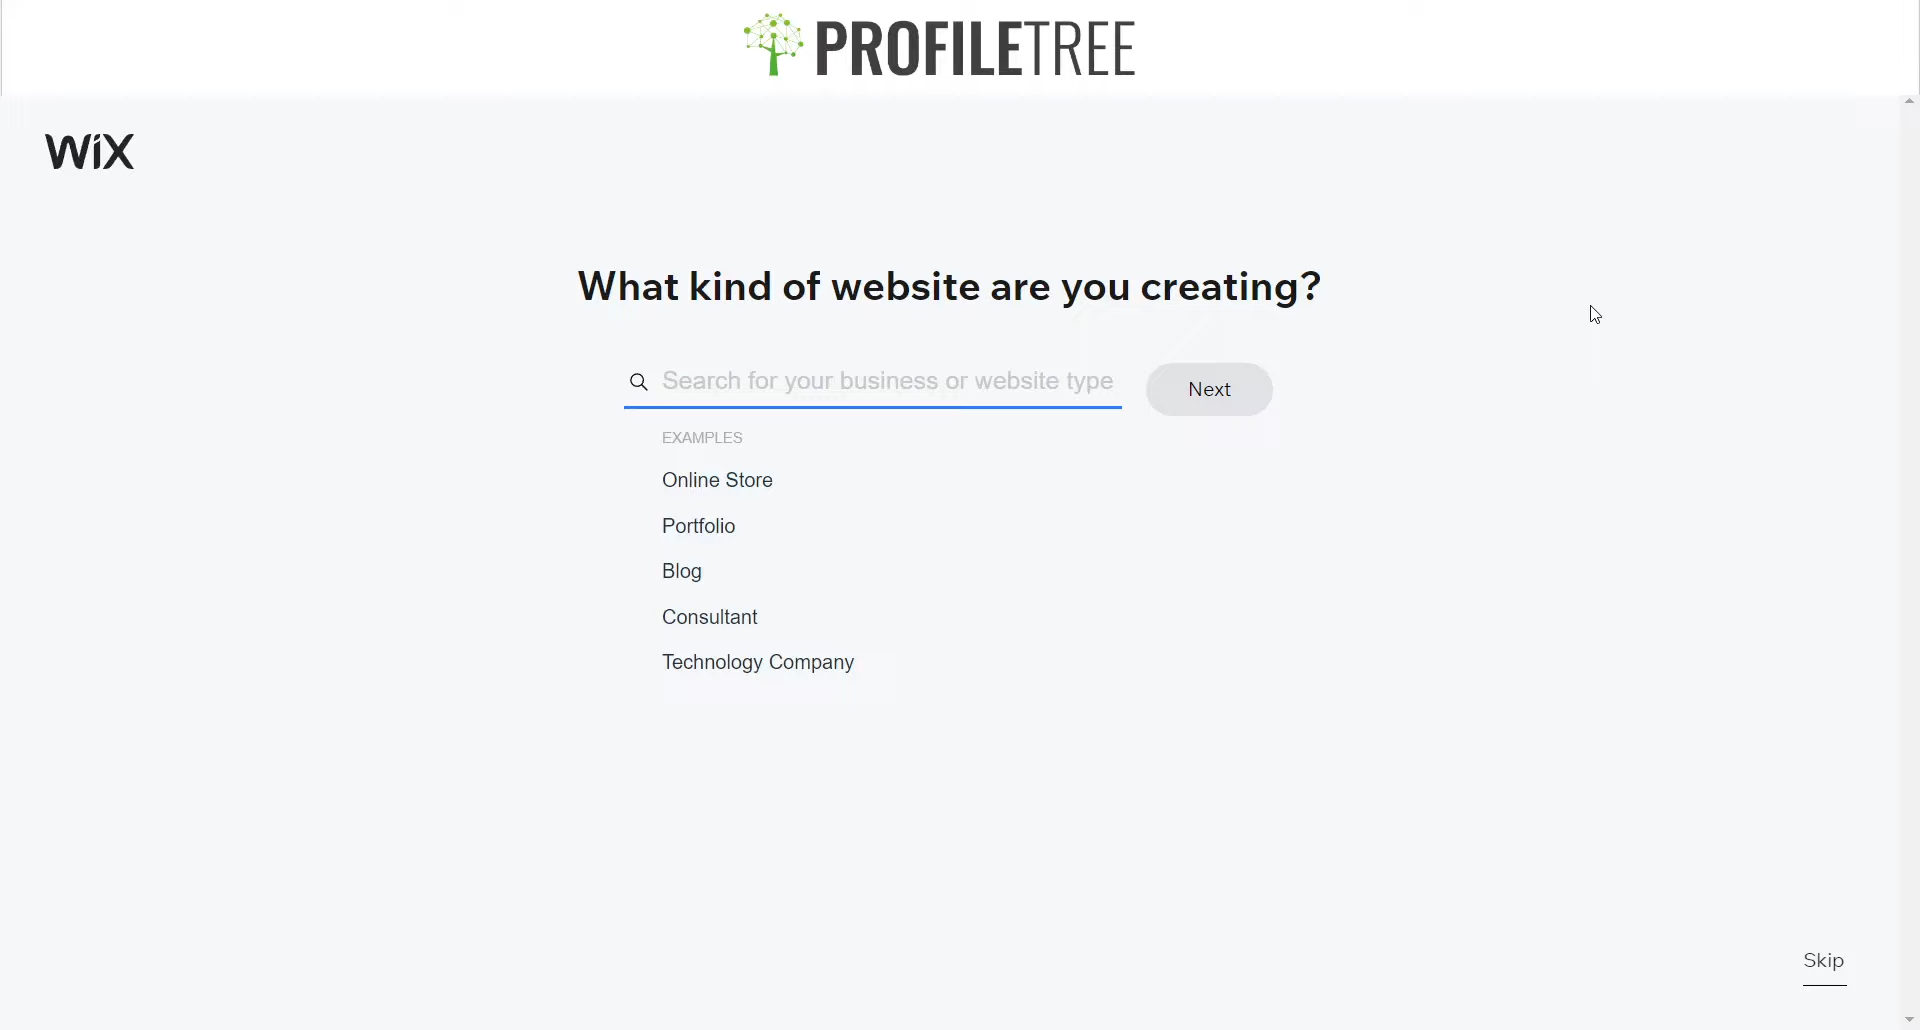 PROFILETREE
WiX
What kind of website are you creating?
Search for your business or website type
Next
EXAMPLES
Online Store
Portfolio
Blog
Consultant
Technology Company
Skip